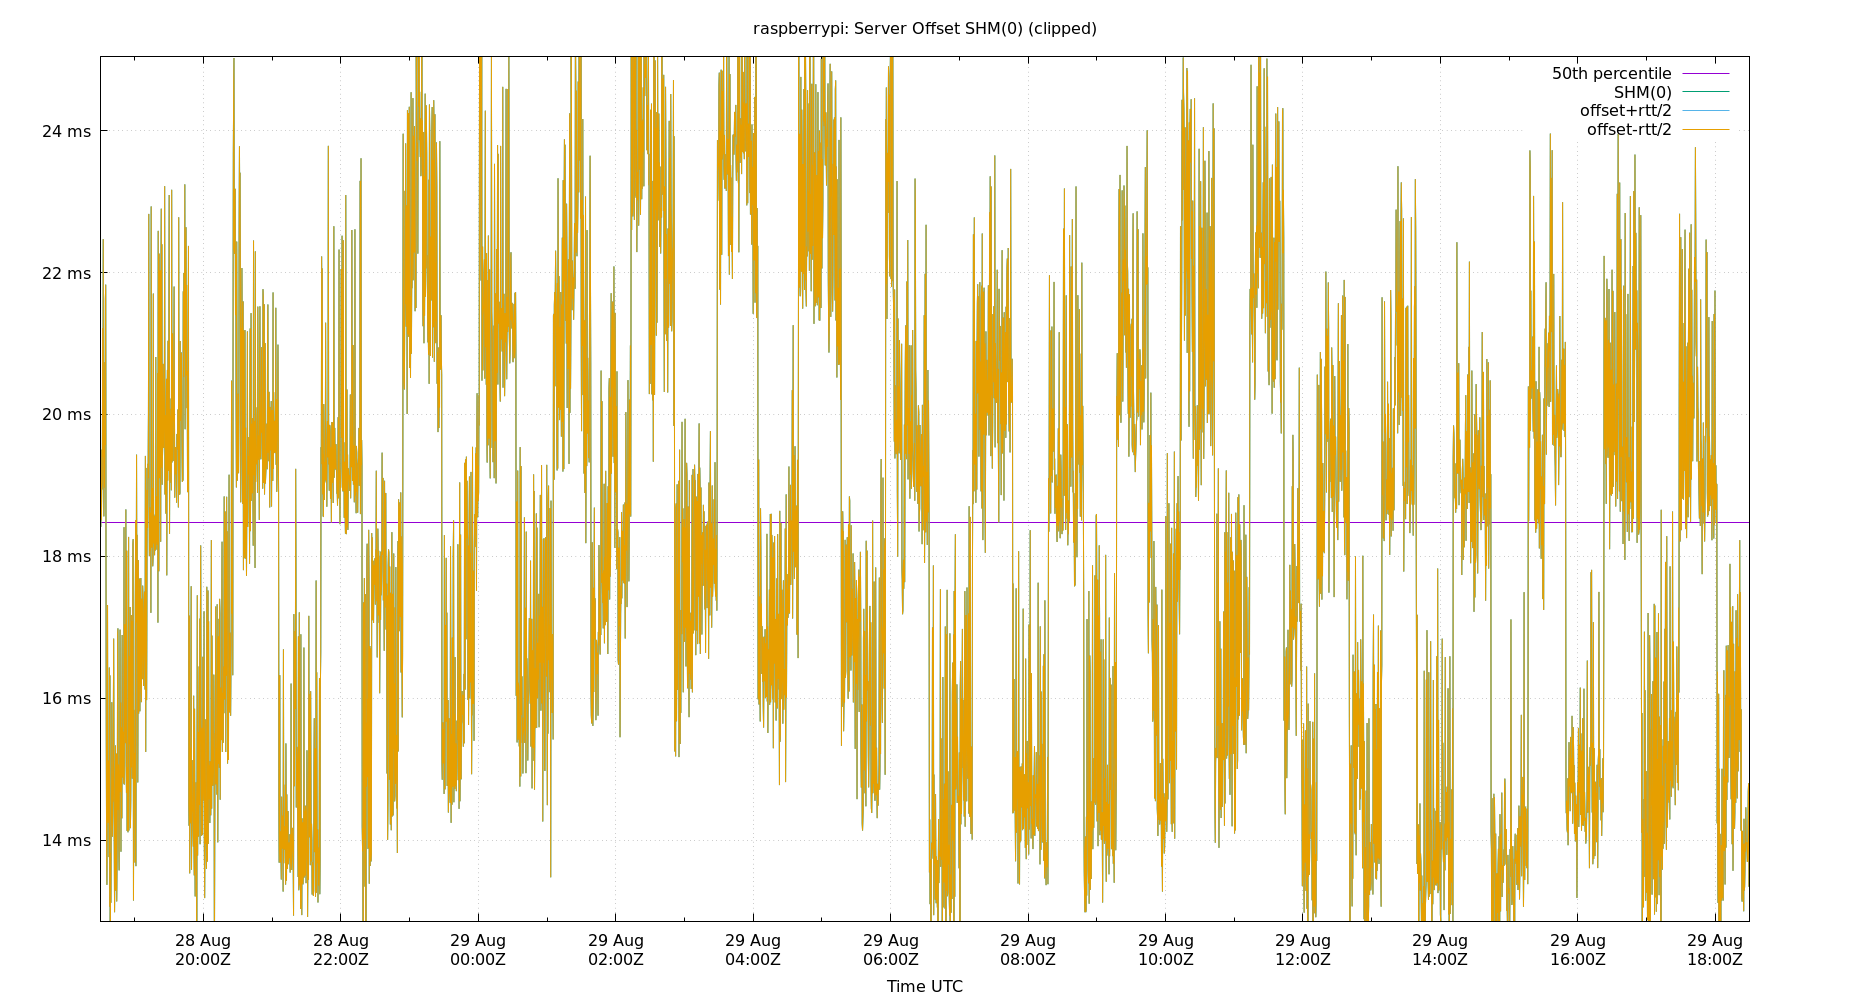 raspberrypi: Server Offset SHM(0) (clipped)
50th percentile
SHM(0)
offset+rtt/2
offset-rtt/2
24 ms
22 ms
20 ms
18 ms
16 ms
14 ms
28 Aug 28 Aug 29 Aug 29 Aug 29 Aug 29 Aug 29 Aug 29 Aug 29 Aug 29 Aug 29 Aug 29 Aug
20:00Z 22:00Z 00:00Z 02:00Z 04:00Z 06:00Z 08:00Z 10:00Z 12:00Z 14:00Z 16:00Z 18:00Z
Time UTC